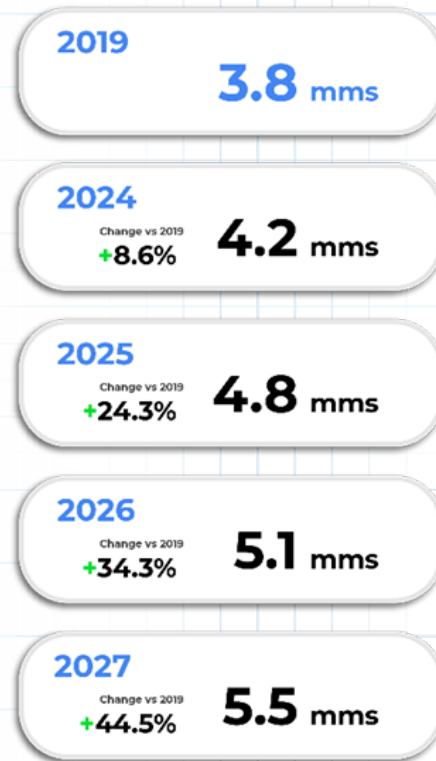 2019
3.8 mms
2024
Change vs 2019
+8.6%
4.2 mms
2025
Change vs 2019
+24.3%
4.8 mms
2026
Change vs 2019
+34.3%
5.1 mms
2027
Change vs 2019
+44.5%
5.5 mms